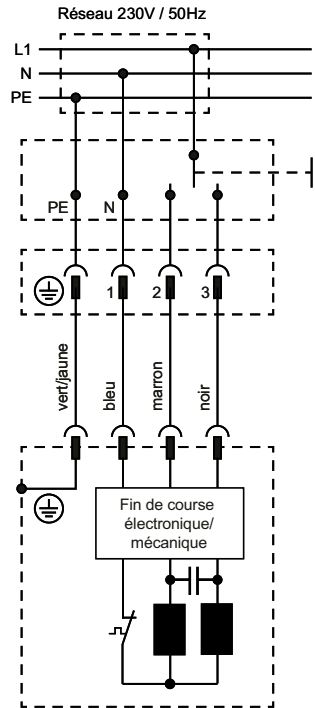 Réseau 230V / 50Hz
L1
N
PE
PE N
1 2 3
vert/jaune
bleu
marron
noir
Fin de course
électronique/
mécanique